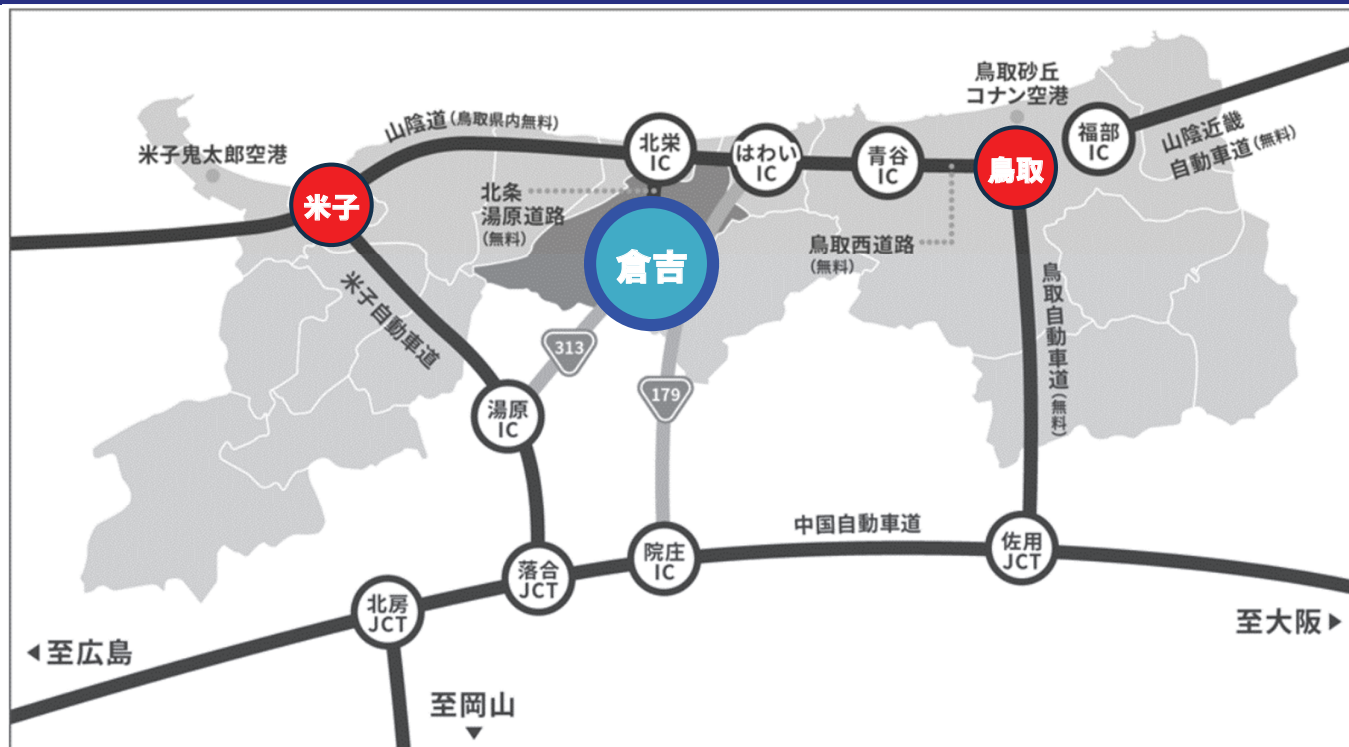 鳥取砂丘
コナン空港
山陰道(鳥取県内無料)
北栄
IC
はわい
IC
青谷
IC
鳥取
福部
IC
山陰近畿
自動車道(無料)
米子鬼太郎空港
米子
北条
湯原道路
(無料)
倉吉
鳥取西道路
(無料)
米子自動車道
鳥取自動車道(無料)
313
179
湯原
IC
中国自動車道
院庄
IC
佐用
JCT
落合
JCT
北房
JCT
至広島
至大阪
至岡山